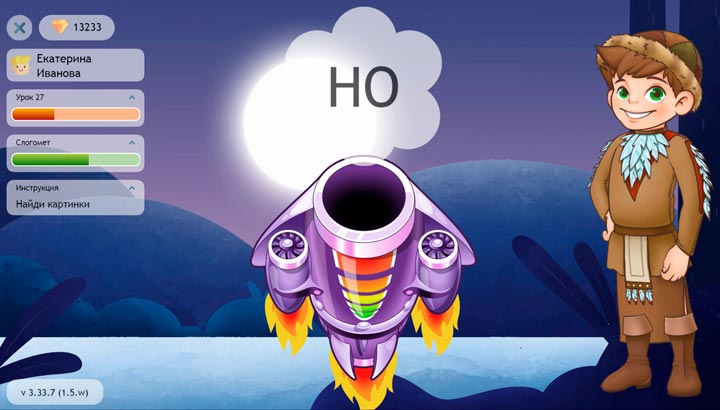 13233
Екатерина
Иванова
Урок 27
Слогомет
Инструкция
Найди картинки
НО
v 3.33.7 (1.5.w)